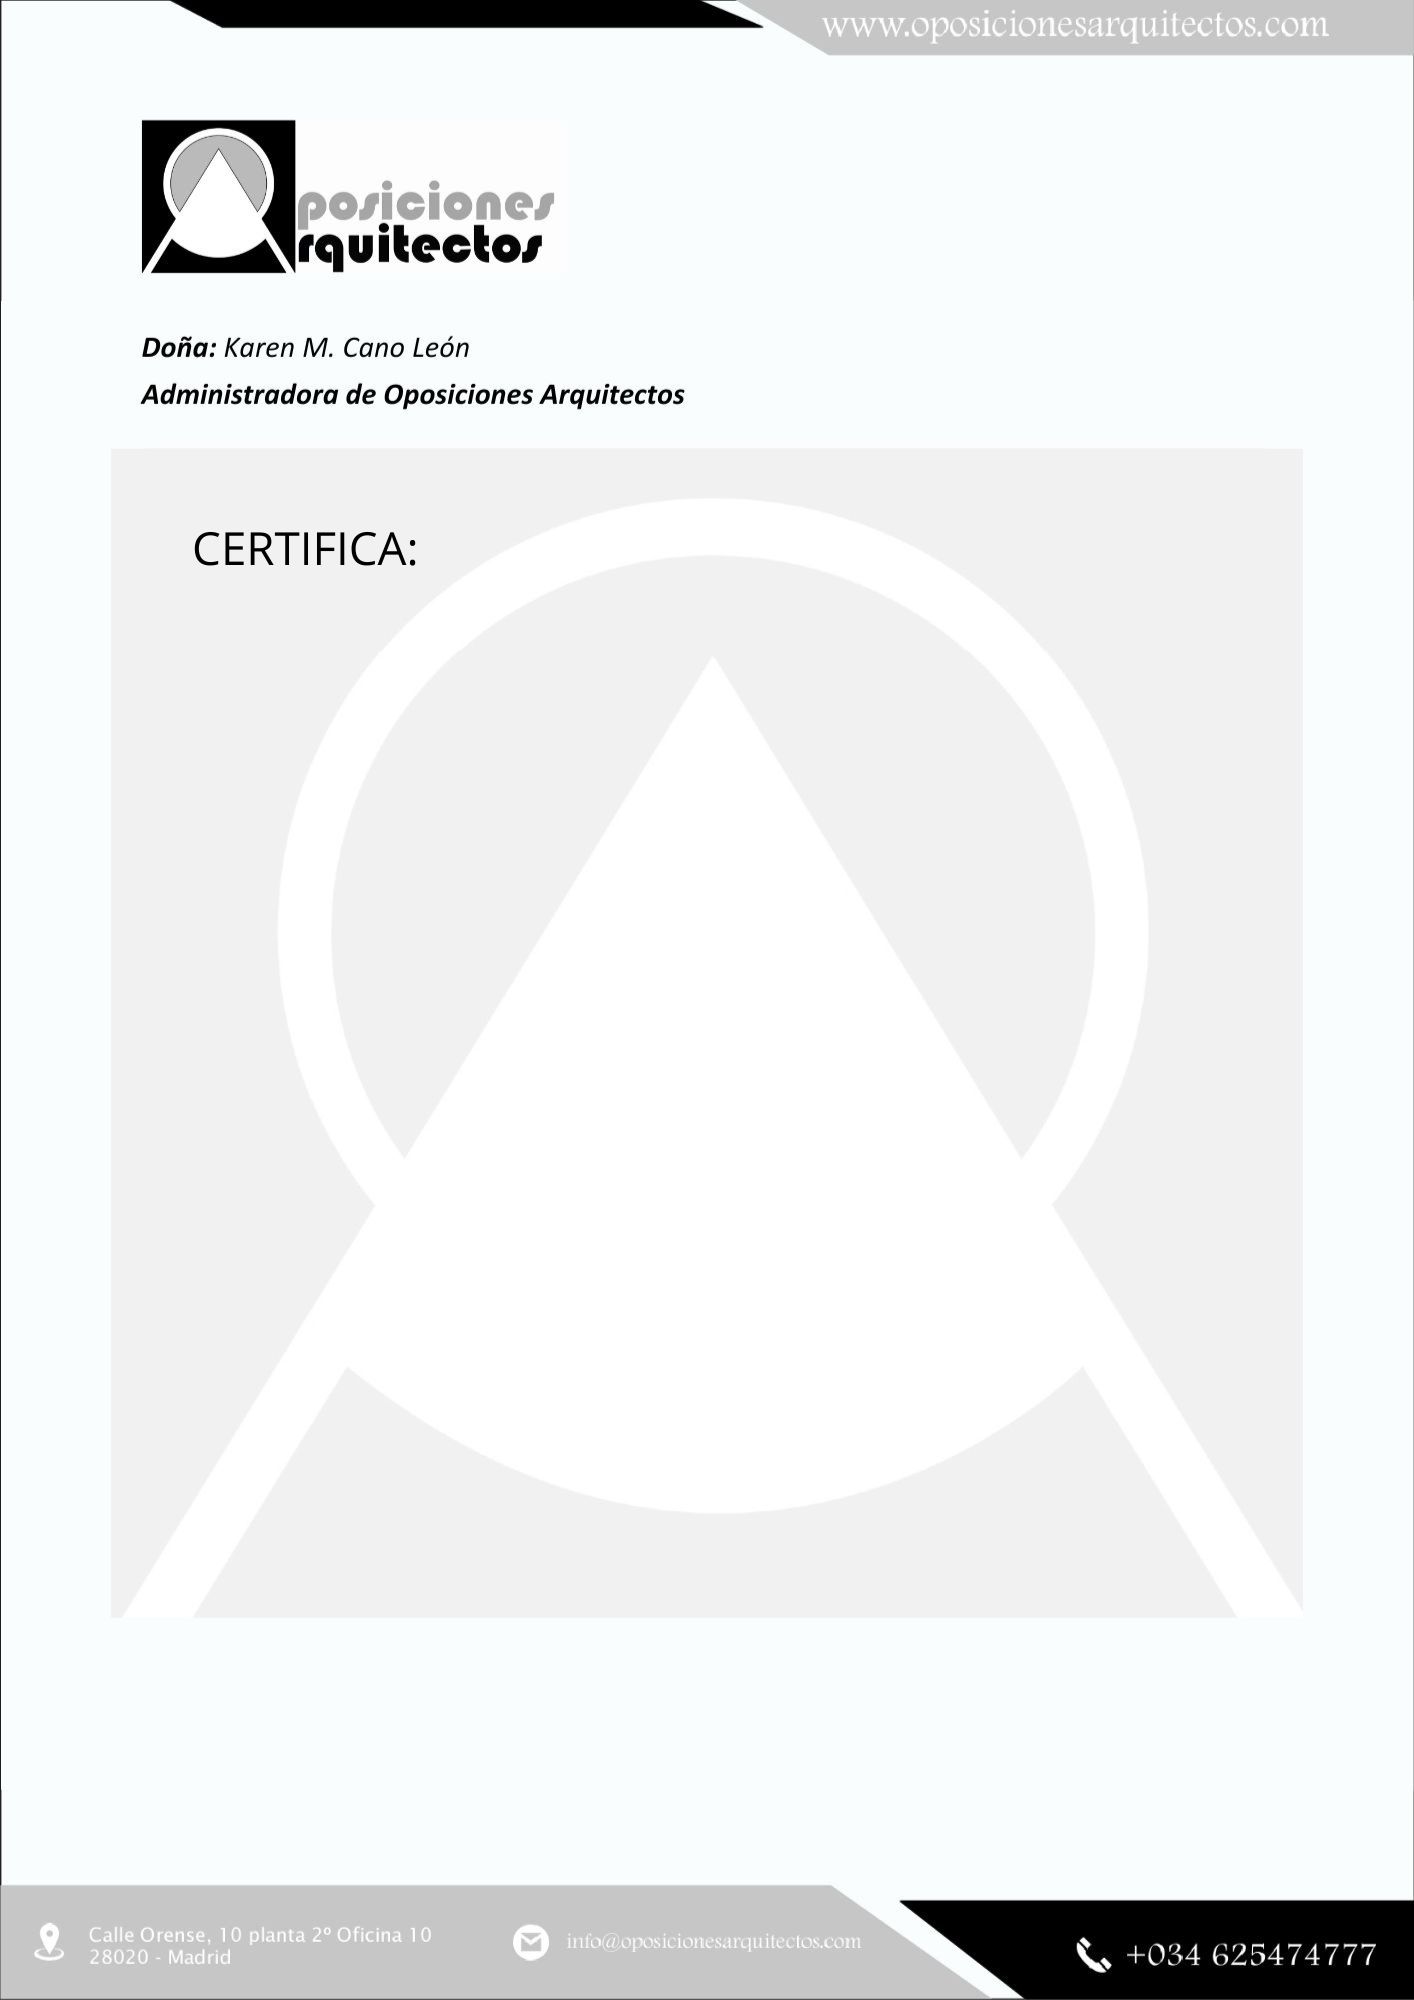 www.oposicionesarquitectos.com
posiciones
rquitectos
Doña: Karen M. Cano León
Administradora de Oposiciones Arquitectos
CERTIFICA:
Calle Orense, 10 planta 2º Oficina 10
28020 - Madrid
info@oposicionesarquitectos.com
+034 625474777